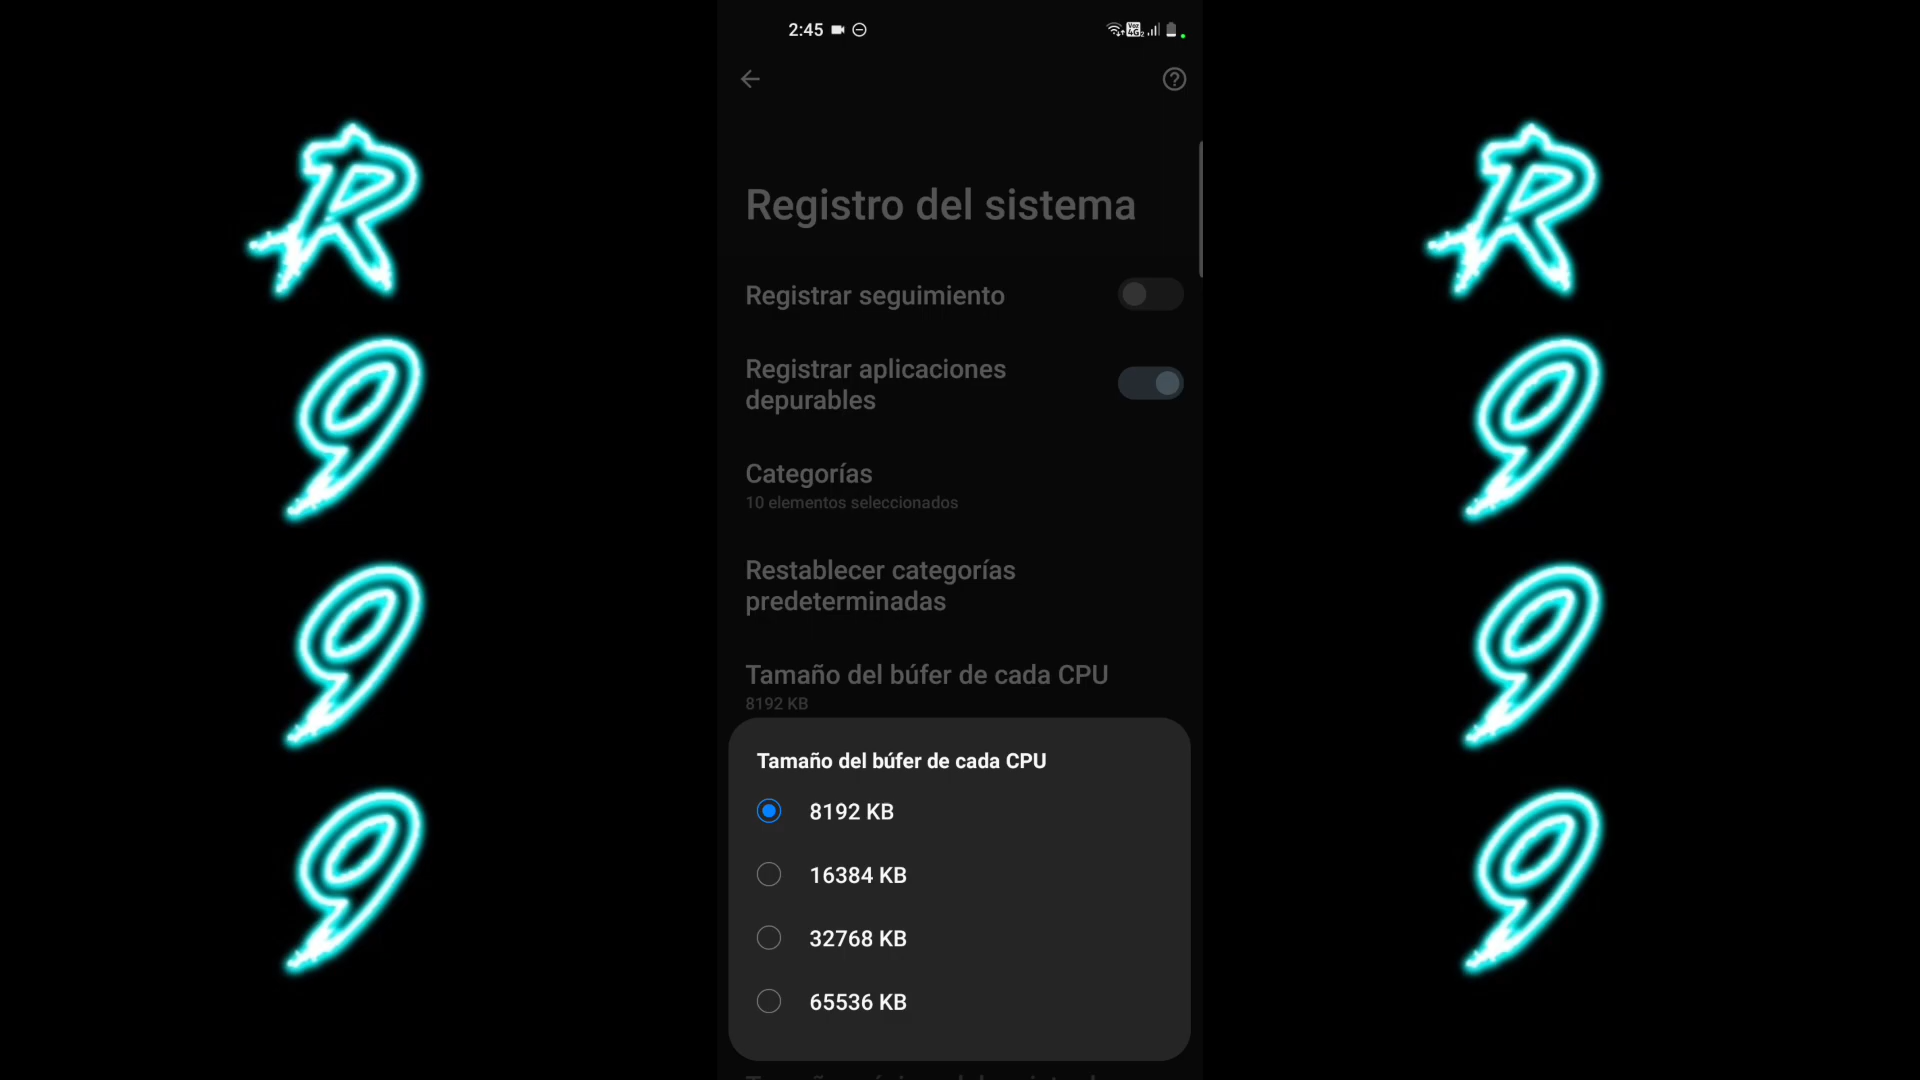 2:45
Registro del sistema
Registrar seguimiento
Registrar aplicaciones
depurables
Categorías
10 elementos seleccionados
Restablecer categorías
predeterminadas
Tamaño del búfer de cada CPU
8192 KB
Tamaño del búfer de cada CPU
8192 KB
16384 KB
32768 KB
65536 KB
R
9
9
9
R
9
9
9